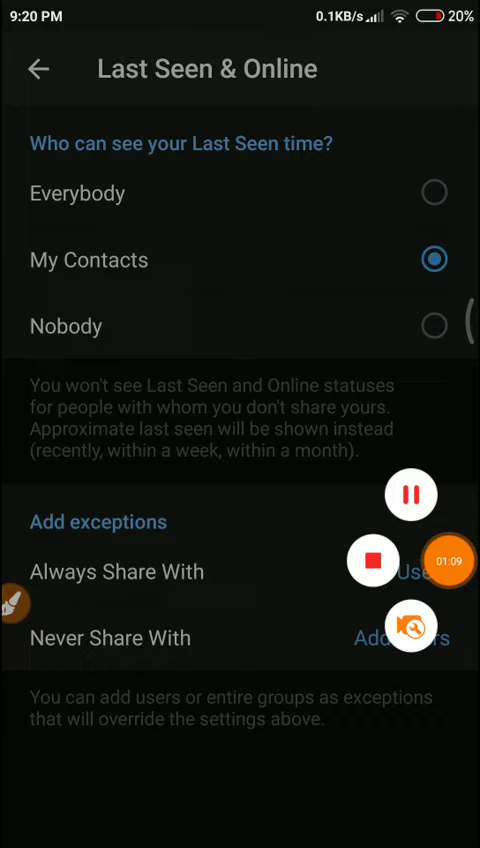 9:20 PM 0.1KB/s 20%
Last Seen & Online
Who can see your Last Seen time?
Everybody
My Contacts
Nobody
You won't see Last Seen and Online statuses
for people with whom you don't share yours.
Approximate last seen will be shown instead
(recently, within a week, within a month).
Add exceptions
01:09
Always Share With
Never Share With
You can add users or entire groups as exceptions
that will override the settings above.